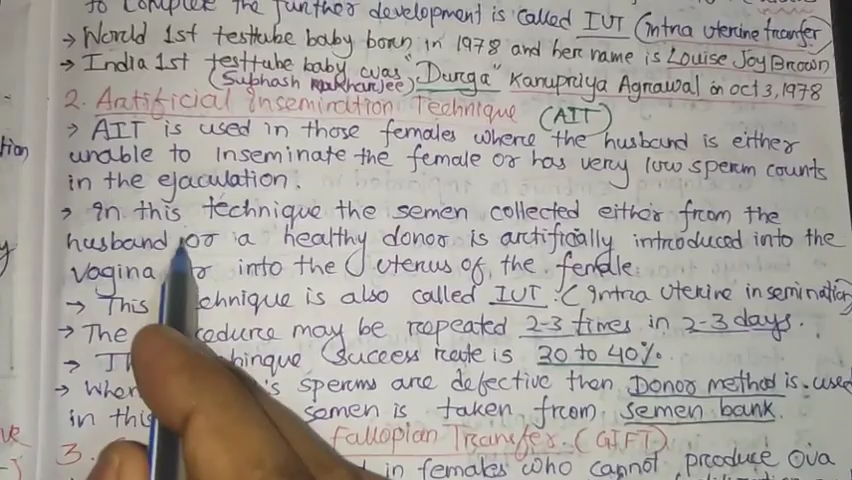 to complete the further development is called IUT (intra uterine transfer)
→ World 1st testtube baby born in 1978 and her name is Louise Joy Brown
→ India 1st testtube baby was "Durga" Kanupriya Agrawal in oct 3, 1978
(Subhash Mukharjee)
2. Artificial insemination Technique (AIT)
→ AIT is used in those females where the husband is either
unable to inseminate the female or has very low sperm counts
in the ejaculation.
→ In this technique the semen collected either from the
husband or a healthy donor is artificially introduced into the
vagina or into the uterus of the female.
→ This technique is also called IUI. (Intra uterine insemination)
→ The procedure may be repeated 2-3 times in 2-3 days.
→ success rate is 30 to 40%.
→ sperms are defective then Donor method is used
in this semen is taken from semen bank.
3. Fallopian Transfer. (GIFT)
in females who cannot produce ova